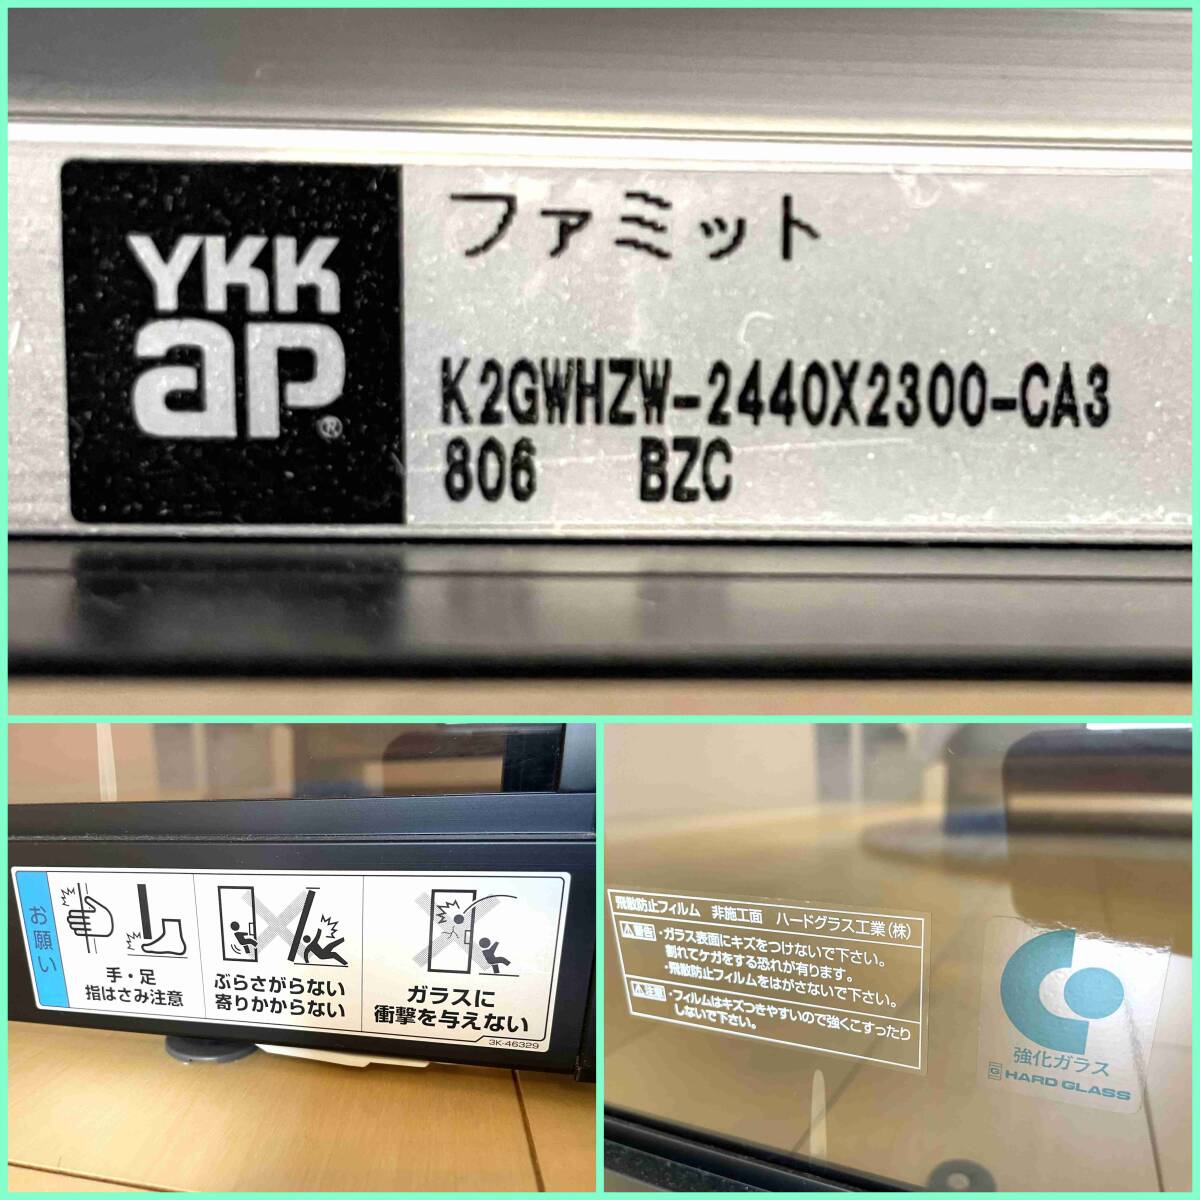 YKK
ap®
ファミット
K2GWHZW-2440X2300-CA3
806 BZC
お願い
手・足
指はさみ注意
ぶらさがらない
寄りかからない
ガラスに
衝撃を与えない
3K-46329
飛散防止フィルム 非施工面 ハードグラス工業(株)
警告 ・ガラス表面にキズをつけないで下さい。
割れてケガをする恐れが有ります。
・飛散防止フィルムをはがさないで下さい。
注意 ・フィルムはキズつきやすいので強くこすったり
しないで下さい。
強化ガラス
G HARD GLASS